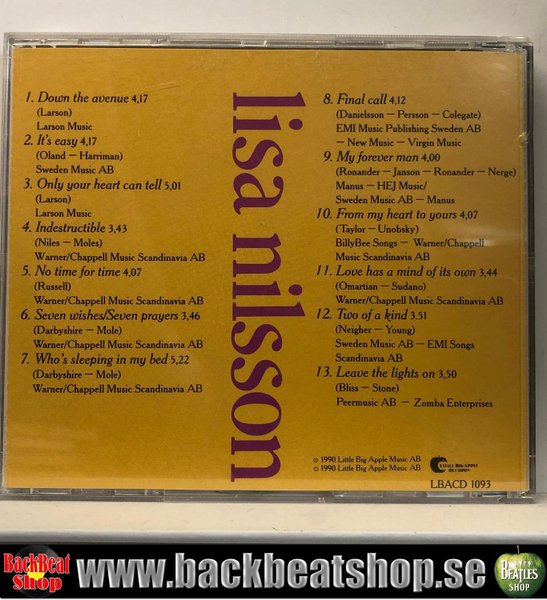 1. Down the avenue 4,17
(Larson)
Larson Music
2. It's easy 4,17
(Oland – Harriman)
Sweden Music AB
3. Only your heart can tell 5,01
(Larson)
Larson Music
4. Indestructible 3,43
(Niles – Moles)
Warner/Chappell Music Scandinavia AB
5. No time for time 4,07
(Russell)
Warner/Chappell Music Scandinavia AB
6. Seven wishes/Seven prayers 3,46
(Darbyshire – Mole)
Warner/Chappell Music Scandinavia AB
7. Who's sleeping in my bed 5,22
(Darbyshire – Mole)
Warner/Chappell Music Scandinavia AB
lisa nilsson
8. Final call 4,12
(Danielsson – Persson – Colegate)
EMI Music Publishing Sweden AB
– New Music – Virgin Music
9. My forever man 4,00
(Ronander – Janson – Ronander – Nerge)
Manus – HEJ Music/
Sweden Music AB – Manus
10. From my heart to yours 4,07
(Taylor – Unobsky)
BillyBee Songs – Warner/Chappell
Music Scandinavia AB
11. Love has a mind of its own 3,44
(Omartian – Sudano)
Warner/Chappell Music Scandinavia AB
12. Two of a kind 3.51
(Neigher – Young)
Sweden Music AB – EMI Songs
Scandinavia AB
13. Leave the lights on 3,50
(Bliss – Stone)
Peermusic AB – Zomba Enterprises
℗ 1990 Little Big Apple Music AB
© 1990 Little Big Apple Music AB
LITTLE BIG APPLE
RECORDS
LBACD 1093
BackBeat
Shop
www.backbeatshop.se
BEATLES
SHOP